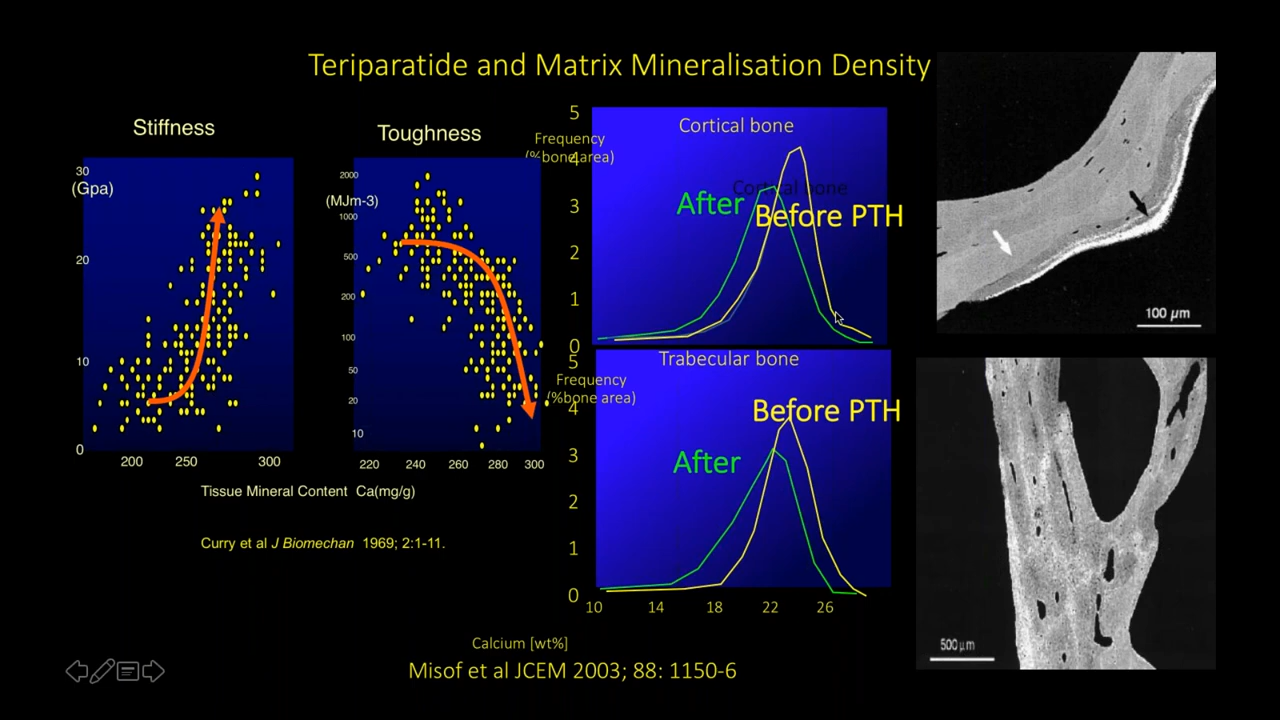 Teriparatide and Matrix Mineralisation Density
Stiffness
30
(Gpa)
20
10
0
200 250 300
Toughness
2000
(MJm-3)
1000
500
200
100
50
20
10
220 240 260 280 300
Tissue Mineral Content Ca(mg/g)
Curry et al J Biomechan 1969; 2:1-11.
5
Frequency
(%bone area)
4
3
2
1
0
Cortical bone
Cortical bone
After
Before PTH
5
Frequency
(%bone area)
4
3
2
1
0
Trabecular bone
Before PTH
After
10 14 18 22 26
Calcium [wt%]
Misof et al JCEM 2003; 88: 1150-6
100 µm
500 µm